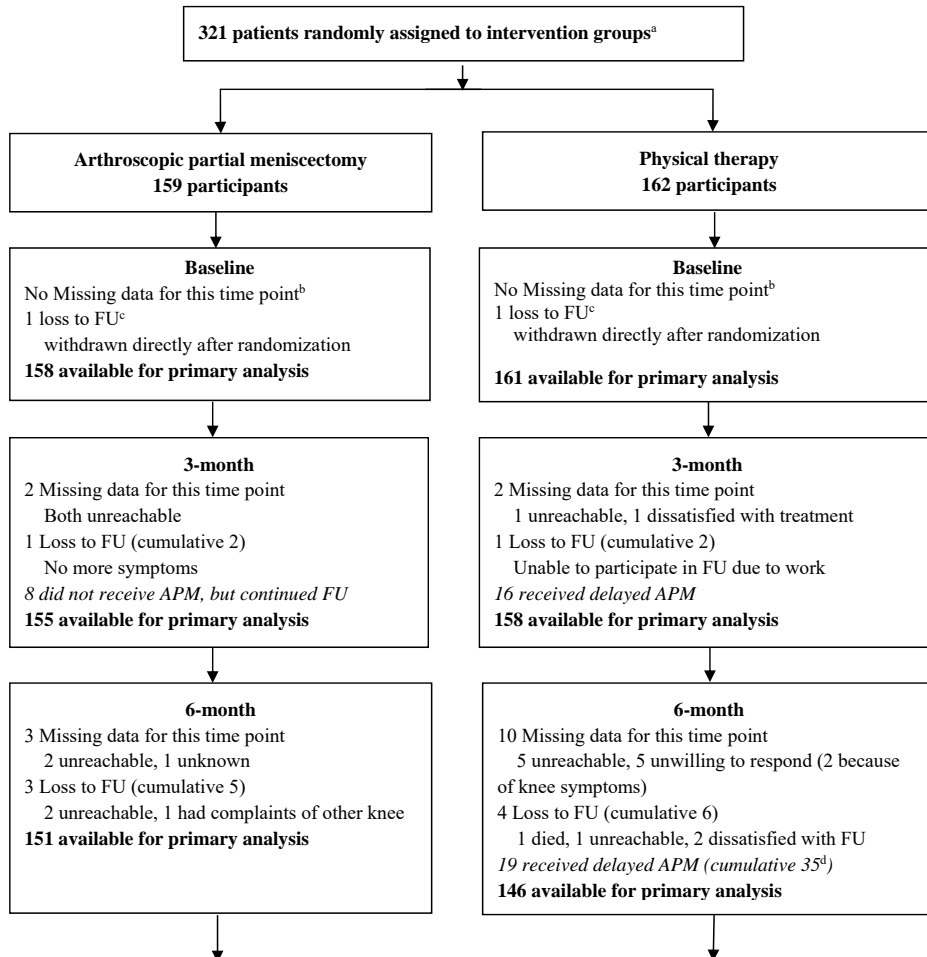 321 patients randomly assigned to intervention groupsᵃ
Arthroscopic partial meniscectomy
159 participants
Physical therapy
162 participants
Baseline
No Missing data for this time pointᵇ
1 loss to FUᶜ
withdrawn directly after randomization
158 available for primary analysis
Baseline
No Missing data for this time pointᵇ
1 loss to FUᶜ
withdrawn directly after randomization
161 available for primary analysis
3-month
2 Missing data for this time point
Both unreachable
1 Loss to FU (cumulative 2)
No more symptoms
8 did not receive APM, but continued FU
155 available for primary analysis
3-month
2 Missing data for this time point
1 unreachable, 1 dissatisfied with treatment
1 Loss to FU (cumulative 2)
Unable to participate in FU due to work
16 received delayed APM
158 available for primary analysis
6-month
3 Missing data for this time point
2 unreachable, 1 unknown
3 Loss to FU (cumulative 5)
2 unreachable, 1 had complaints of other knee
151 available for primary analysis
6-month
10 Missing data for this time point
5 unreachable, 5 unwilling to respond (2 because
of knee symptoms)
4 Loss to FU (cumulative 6)
1 died, 1 unreachable, 2 dissatisfied with FU
19 received delayed APM (cumulative 35ᵈ)
146 available for primary analysis